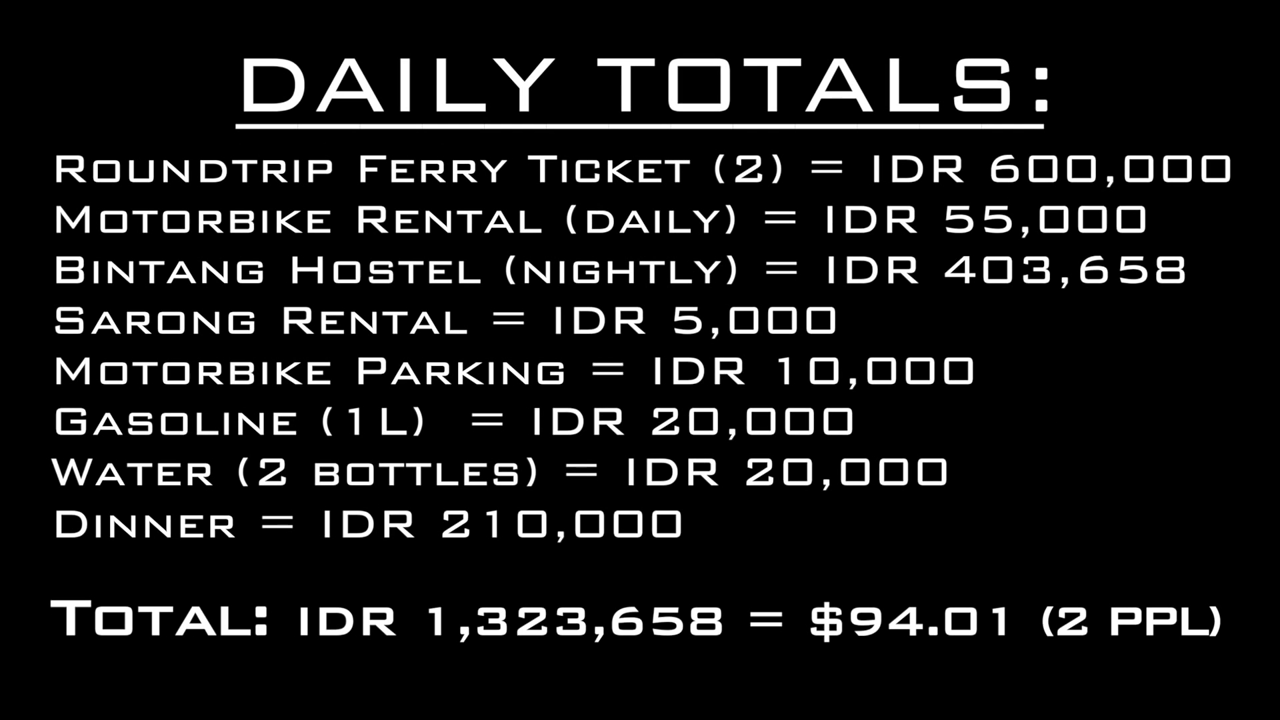 DAILY TOTALS:
Roundtrip Ferry Ticket (2) = IDR 600,000
Motorbike Rental (daily) = IDR 55,000
Bintang Hostel (nightly) = IDR 403,658
Sarong Rental = IDR 5,000
Motorbike Parking = IDR 10,000
Gasoline (1L) = IDR 20,000
Water (2 bottles) = IDR 20,000
Dinner = IDR 210,000
Total: IDR 1,323,658 = $94.01 (2 PPL)